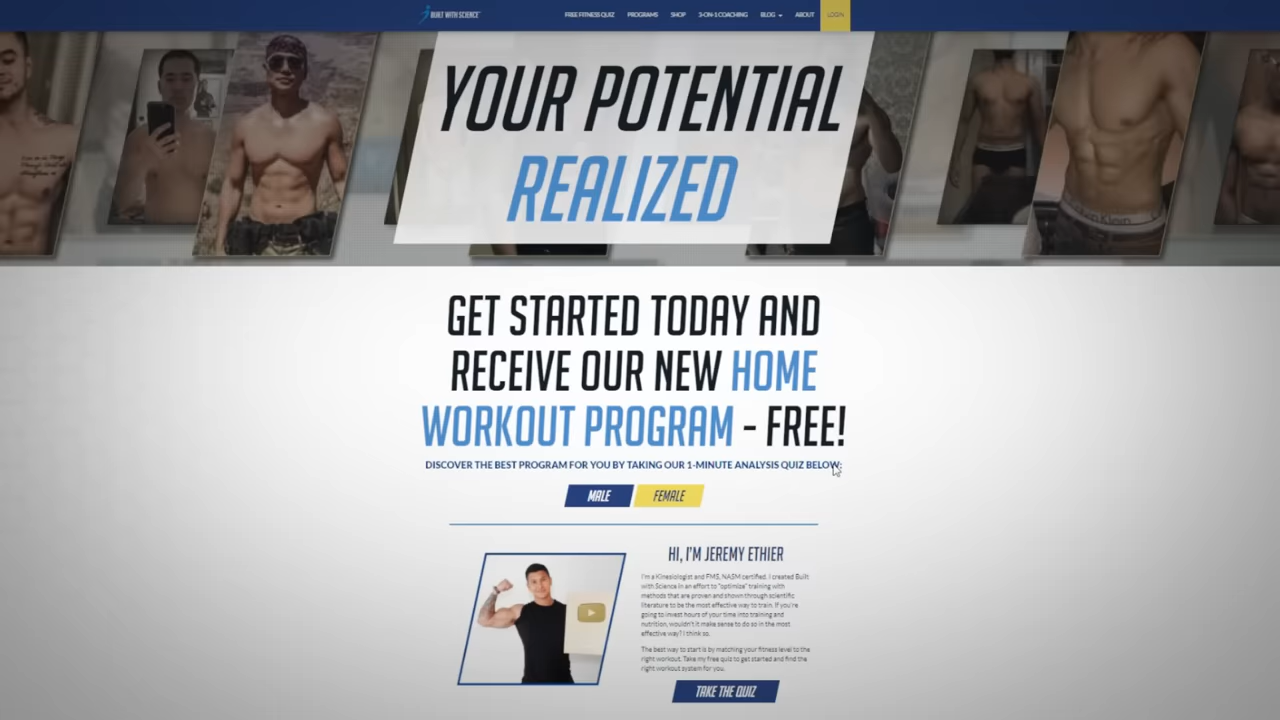 BUILT WITH SCIENCE
FREE FITNESS QUIZ PROGRAMS SHOP 3-ON-1 COACHING BLOG ABOUT LOGIN
YOUR POTENTIAL
REALIZED
GET STARTED TODAY AND
RECEIVE OUR NEW HOME
WORKOUT PROGRAM - FREE!
DISCOVER THE BEST PROGRAM FOR YOU BY TAKING OUR 1-MINUTE ANALYSIS QUIZ BELOW:
MALE FEMALE
HI, I'M JEREMY ETHIER
I'm a Kinesiologist and FMS, NASM certified. I created Built
with Science in an effort to "optimize" training with
methods that are proven and shown through scientific
literature to be the most effective way to train. If you're
going to invest hours of your time into training and
nutrition, wouldn't it make sense to do so in the most
effective way? I think so.
The best way to start is by matching your fitness level to the
right workout. Take my free quiz to get started and find the
right workout system for you.
TAKE THE QUIZ